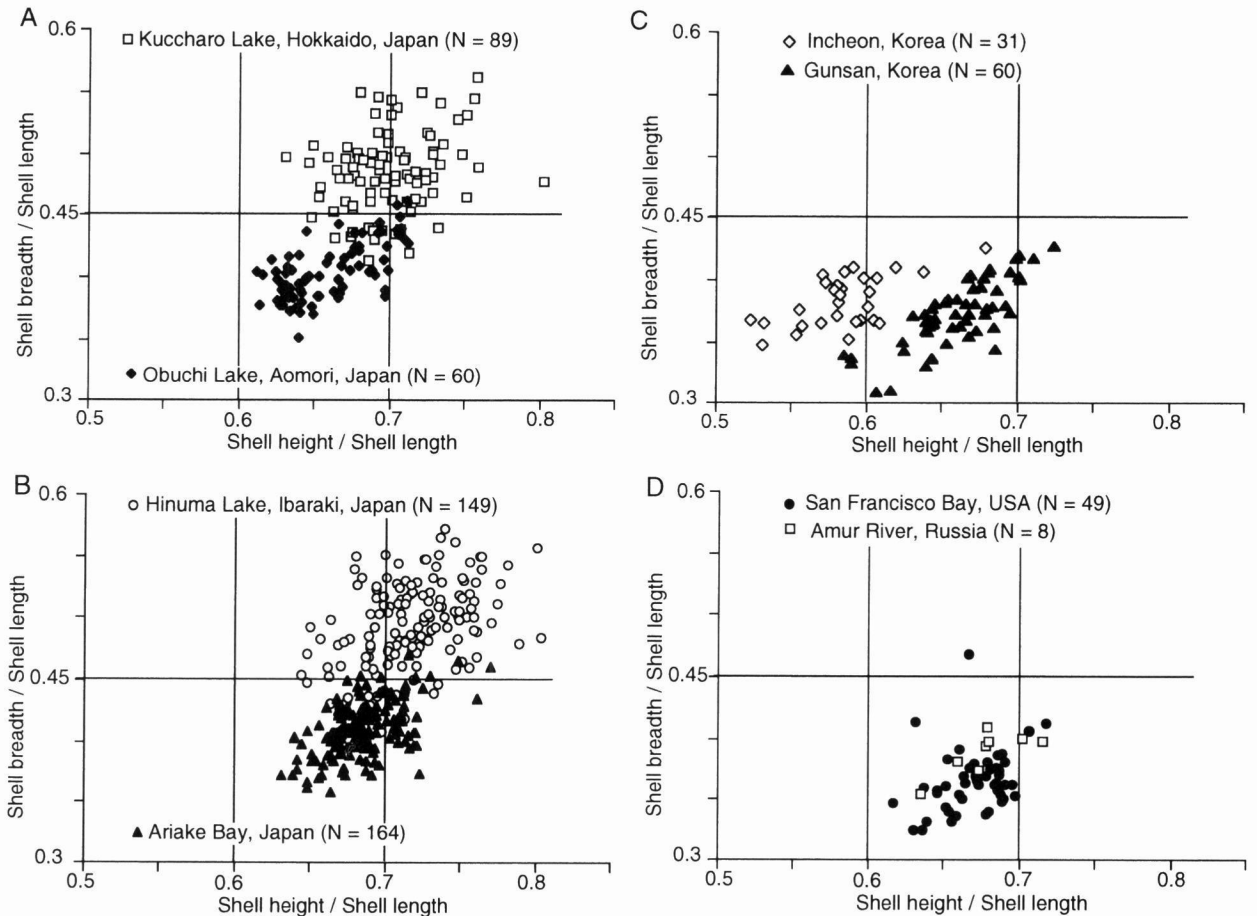 A
0.6
Kuccharo Lake, Hokkaido, Japan (N = 89)
Shell breadth / Shell length
0.45
Obuchi Lake, Aomori, Japan (N = 60)
0.3
0.5 0.6 0.7 0.8
Shell height / Shell length
C
0.6
Incheon, Korea (N = 31)
Gunsan, Korea (N = 60)
Shell breadth / Shell length
0.45
0.3
0.5 0.6 0.7 0.8
Shell height / Shell length
B
0.6
Hinuma Lake, Ibaraki, Japan (N = 149)
Shell breadth / Shell length
0.45
Ariake Bay, Japan (N = 164)
0.3
0.5 0.6 0.7 0.8
Shell height / Shell length
D
0.6
San Francisco Bay, USA (N = 49)
Amur River, Russia (N = 8)
Shell breadth / Shell length
0.45
0.3
0.5 0.6 0.7 0.8
Shell height / Shell length